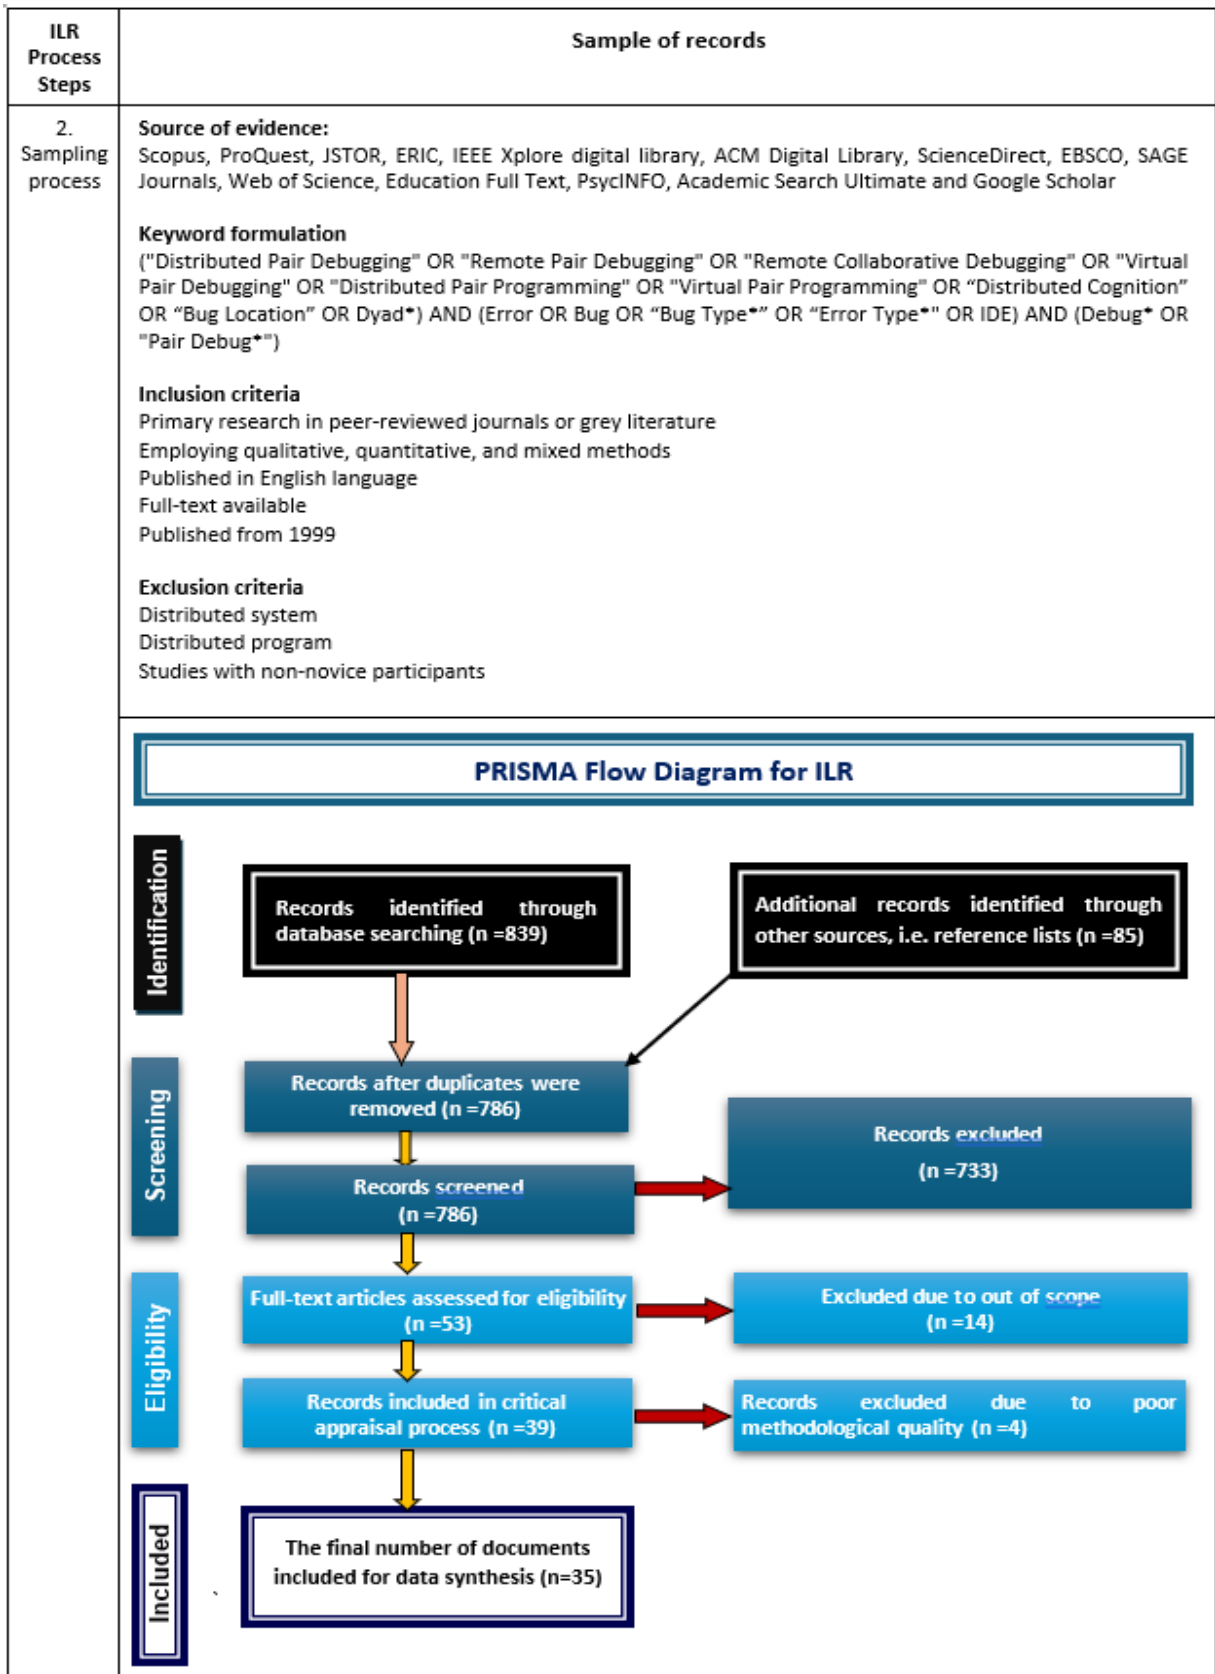 ILR
Process
Steps
Sample of records
2.
Sampling
process
Source of evidence:
Scopus, ProQuest, JSTOR, ERIC, IEEE Xplore digital library, ACM Digital Library, ScienceDirect, EBSCO, SAGE
Journals, Web of Science, Education Full Text, PsycINFO, Academic Search Ultimate and Google Scholar
Keyword formulation
("Distributed Pair Debugging" OR "Remote Pair Debugging" OR "Remote Collaborative Debugging" OR "Virtual
Pair Debugging" OR "Distributed Pair Programming" OR "Virtual Pair Programming" OR “Distributed Cognition”
OR “Bug Location” OR Dyad*) AND (Error OR Bug OR “Bug Type*” OR “Error Type*" OR IDE) AND (Debug* OR
"Pair Debug*")
Inclusion criteria
Primary research in peer-reviewed journals or grey literature
Employing qualitative, quantitative, and mixed methods
Published in English language
Full-text available
Published from 1999
Exclusion criteria
Distributed system
Distributed program
Studies with non-novice participants
PRISMA Flow Diagram for ILR
Identification
Records identified through
database searching (n =839)
Additional records identified through
other sources, i.e. reference lists (n =85)
Screening
Records after duplicates were
removed (n =786)
Records screened
(n =786)
Records excluded
(n =733)
Eligibility
Full-text articles assessed for eligibility
(n =53)
Excluded due to out of scope
(n =14)
Records included in critical
appraisal process (n =39)
Records excluded due to poor
methodological quality (n =4)
Included
The final number of documents
included for data synthesis (n=35)